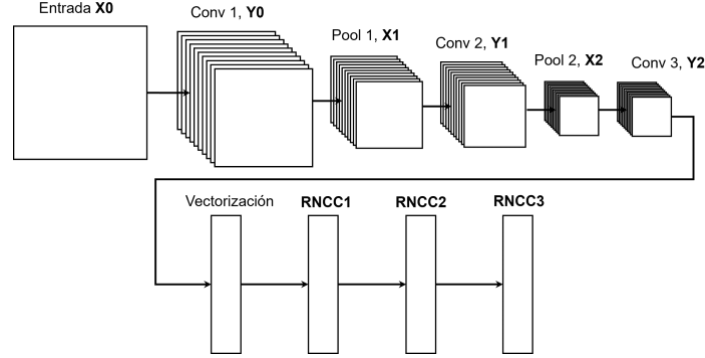 Entrada X0
Conv 1, Y0
Pool 1, X1
Conv 2, Y1
Pool 2, X2
Conv 3, Y2
Vectorización
RNCC1
RNCC2
RNCC3